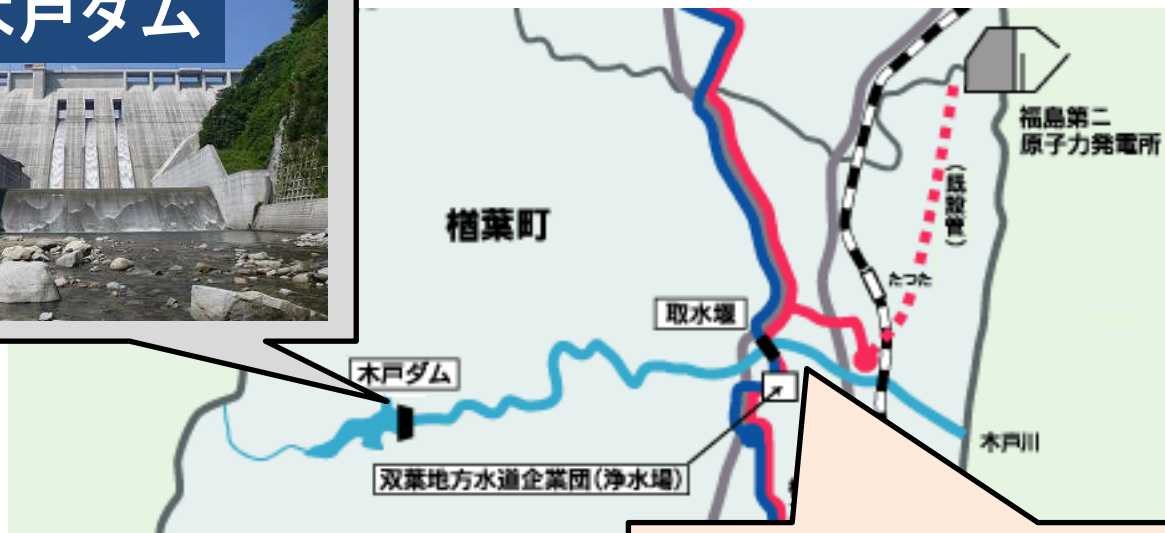 木戸ダム
福島第二
原子力発電所
(既設管)
楢葉町
たつた
取水堰
木戸ダム
木戸川
双葉地方水道企業団(浄水場)